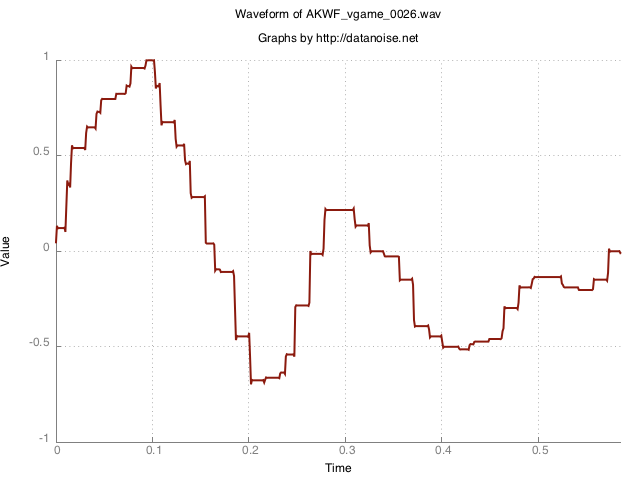 Waveform of AKWF_vgame_0026.wav
Graphs by http://datanoise.net
1
0.5
0
-0.5
-1
Value
0 0.1 0.2 0.3 0.4 0.5
Time